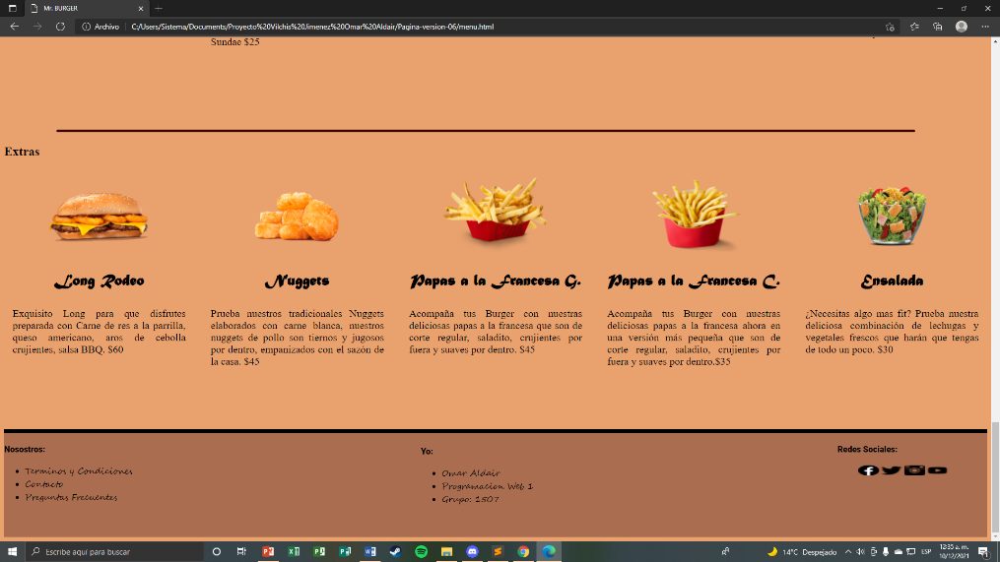 Mr. BURGER
Archivo
C:/Users/Sistema/Documents/Proyecto%20Vilchis%20Jimenez%20Omar%20Aldair/Pagina-version-06/menu.html
Sundae $25
Extras
Long Rodeo
Exquisito Long para que disfrutes
preparada con Carne de res a la parrilla,
queso americano, aros de cebolla
crujientes, salsa BBQ. $60
Nuggets
Prueba nuestros tradicionales Nuggets
elaborados con carne blanca, nuestros
nuggets de pollo son tiernos y jugosos
por dentro, empanizados con el sazón de
la casa. $45
Papas a la Francesa G.
Acompaña tus Burger con nuestras
deliciosas papas a la francesa que son de
corte regular, saladito, crujientes por
fuera y suaves por dentro. $45
Papas a la Francesa C.
Acompaña tus Burger con nuestras
deliciosas papas a la francesa ahora en
una versión más pequeña que son de
corte regular, saladito, crujientes por
fuera y suaves por dentro.$35
Ensalada
¿Necesitas algo mas fit? Prueba nuestra
deliciosa combinación de lechugas y
vegetales frescos que harán que tengas
de todo un poco. $30
Nosostros:
Terminos y Condiciones
Contacto
Preguntas Frecuentes
Yo:
Omar Aldair
Programacion Web 1
Grupo: 1507
Redes Sociales:
Escribe aquí para buscar
14°C Despejado
ESP
12:35 a. m.
10/12/2021